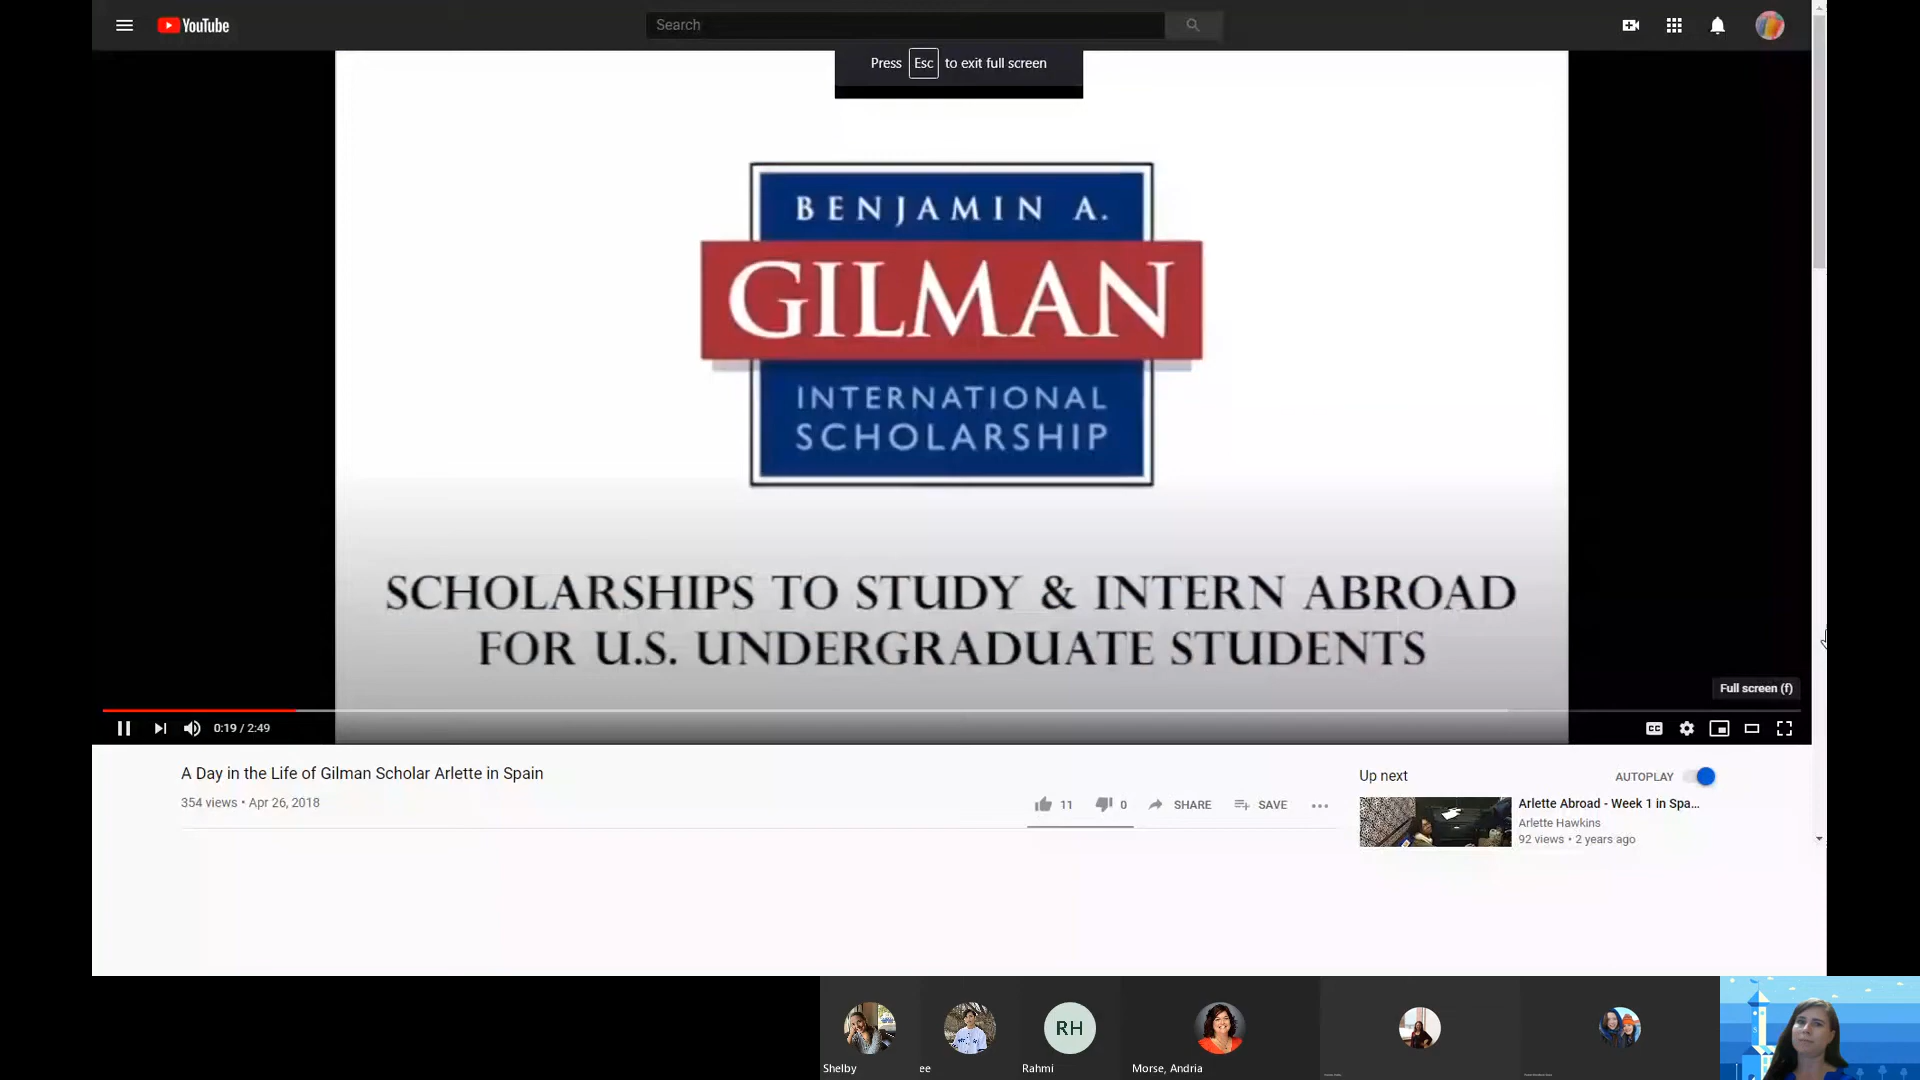 YouTube
Search
Press Esc to exit full screen
BENJAMIN A.
GILMAN
INTERNATIONAL
SCHOLARSHIP
SCHOLARSHIPS TO STUDY & INTERN ABROAD
FOR U.S. UNDERGRADUATE STUDENTS
Full screen (f)
0:19 / 2:49
A Day in the Life of Gilman Scholar Arlette in Spain
354 views • Apr 26, 2018
11
0
SHARE
SAVE
Up next
AUTOPLAY
Arlette Abroad - Week 1 in Spa...
Arlette Hawkins
92 views • 2 years ago
RH
Shelby
ee
Rahmi
Morse, Andria